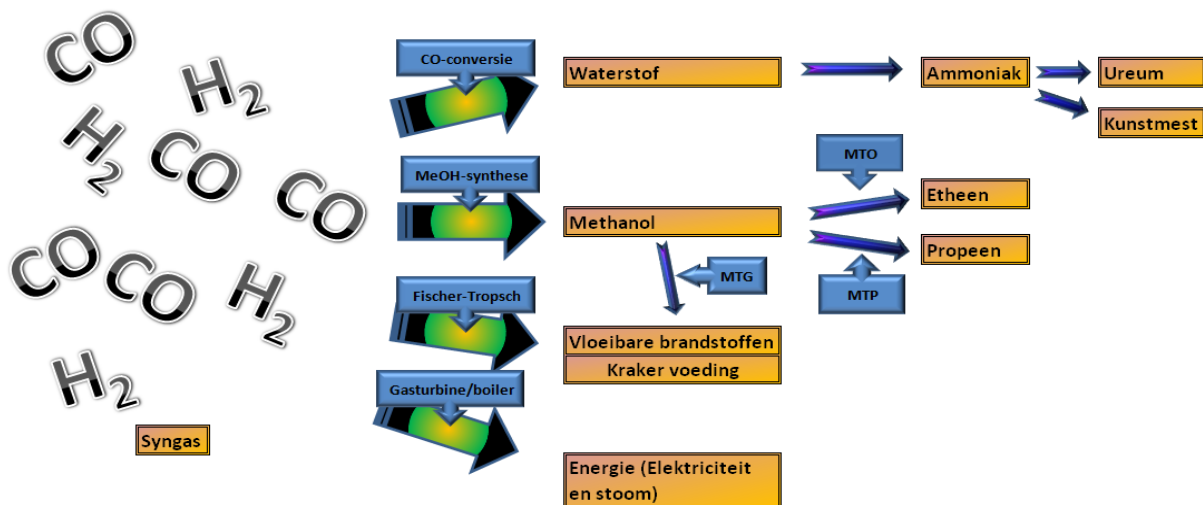 CO
H2
H2
CO
CO
CO
CO
H2
H2
Syngas
CO-conversie
Waterstof
Ammoniak
Ureum
Kunstmest
MeOH-synthese
Methanol
MTO
Etheen
Propeen
MTP
MTG
Fischer-Tropsch
Vloeibare brandstoffen
Kraker voeding
Gasturbine/boiler
Energie (Elektriciteit
en stoom)